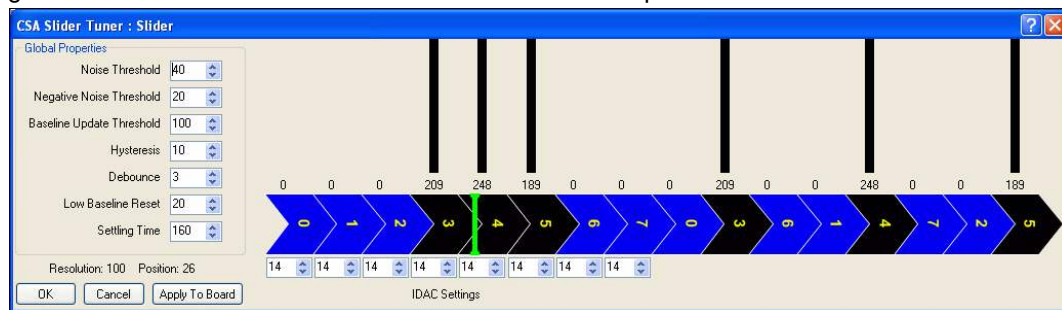 CSA Slider Tuner : Slider
Global Properties
Noise Threshold 40
Negative Noise Threshold 20
Baseline Update Threshold 100
Hysteresis 10
Debounce 3
Low Baseline Reset 20
Settling Time 160
Resolution: 100 Position: 26
OK Cancel Apply To Board
0 0 0 209 248 189 0 0 0 209 0 0 248 0 0 189
0 1 2 3 4 5 6 7 0 3 6 1 4 7 2 5
14 14 14 14 14 14 14 14
IDAC Settings